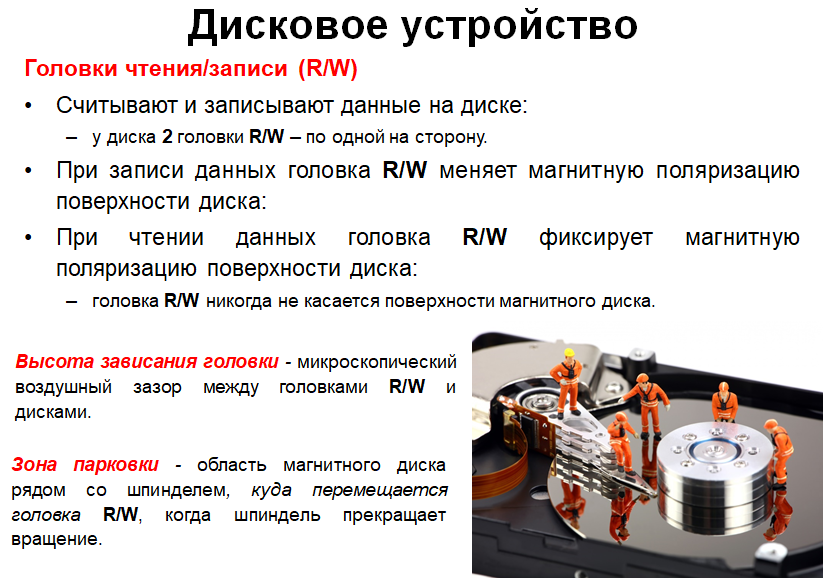 Дисковое устройство
Головки чтения/записи (R/W)
• Считывают и записывают данные на диске:
– у диска 2 головки R/W – по одной на сторону.
• При записи данных головка R/W меняет магнитную поляризацию
поверхности диска:
• При чтении данных головка R/W фиксирует магнитную
поляризацию поверхности диска:
– головка R/W никогда не касается поверхности магнитного диска.
Высота зависания головки - микроскопический
воздушный зазор между головками R/W и
дисками.
Зона парковки - область магнитного диска
рядом со шпинделем, куда перемещается
головка R/W, когда шпиндель прекращает
вращение.